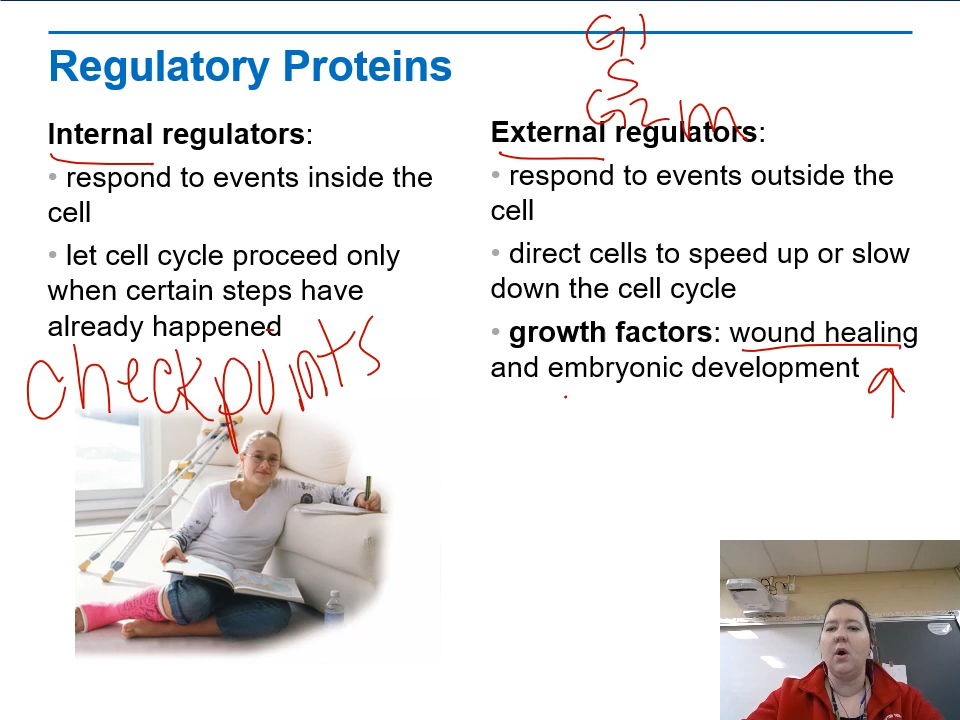 G1
S
G2 m
Regulatory Proteins
Internal regulators:
• respond to events inside the
cell
• let cell cycle proceed only
when certain steps have
already happened
checkpoints
External regulators:
• respond to events outside the
cell
• direct cells to speed up or slow
down the cell cycle
• growth factors: wound healing
and embryonic development